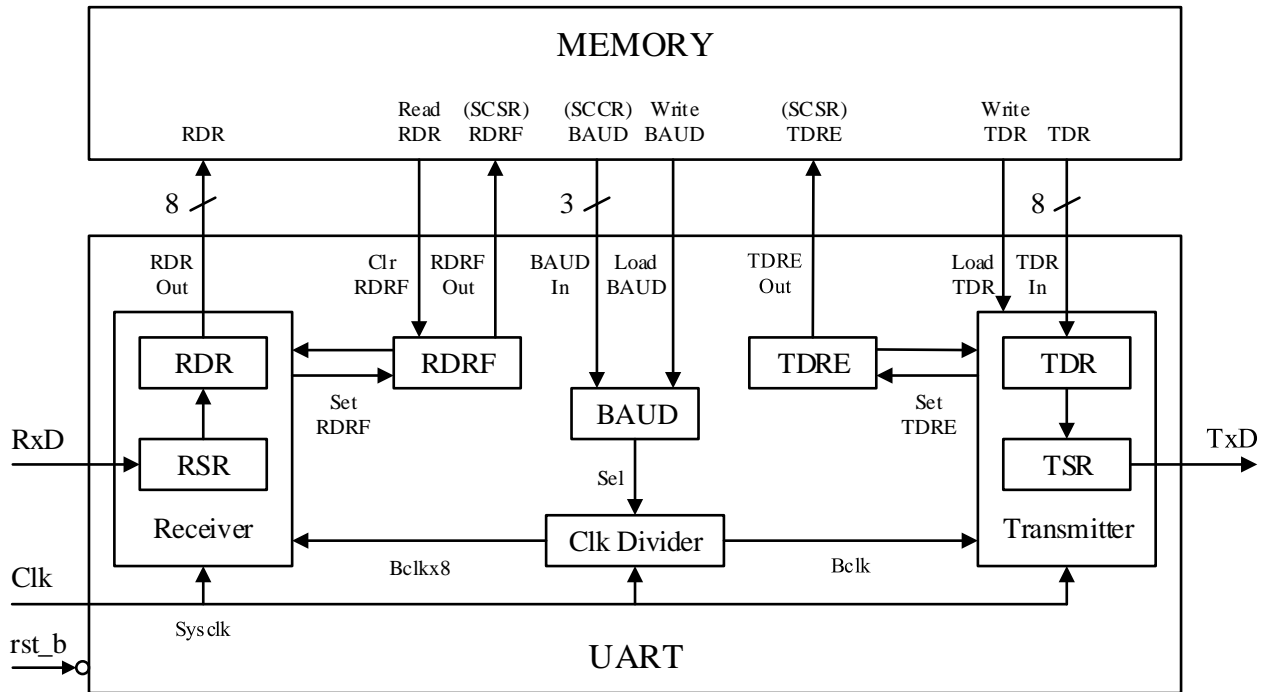 MEMORY
Read (SCSR) (SCCR) Write (SCSR) Write
RDR RDR RDRF BAUD BAUD TDRE TDR TDR
8 3 8
RDR Clr RDRF BAUD Load TDRE Load TDR
Out RDRF Out In BAUD Out TDR In
RDR RDRF TDRE TDR
Set BAUD Set
RDRF TDRE
RxD RSR TSR TxD
Sel
Receiver Clk Divider Transmitter
Bclkx8 Bclk
Clk
Sysclk
rst_b UART